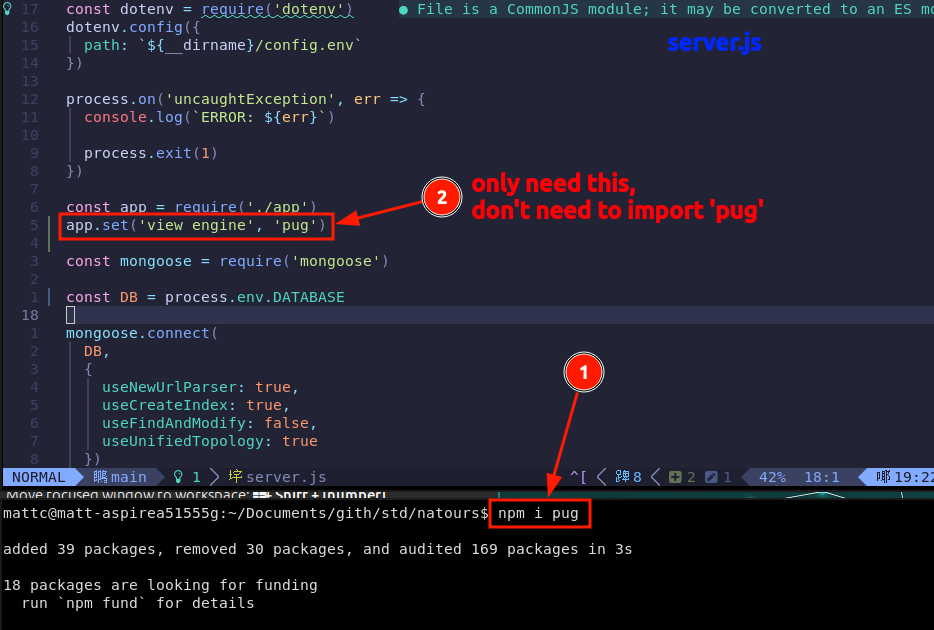 17 const dotenv = require('dotenv') ● File is a CommonJS module; it may be converted to an ES mo
16 dotenv.config({
15 path: `${__dirname}/config.env`
14 })
server.js
13
12 process.on('uncaughtException', err => {
11 console.log(`ERROR: ${err}`)
10
9 process.exit(1)
8 })
7
6 const app = require('./app')
5 app.set('view engine', 'pug')
2 only need this,
don't need to import 'pug'
4
3 const mongoose = require('mongoose')
2
1 const DB = process.env.DATABASE
18
1 mongoose.connect(
2 DB,
3 {
4 useNewUrlParser: true,
5 useCreateIndex: true,
6 useFindAndModify: false,
7 useUnifiedTopology: true
8 })
1
NORMAL main 1 server.js ^[ 8 2 1 42% 18:1 19:22
Move focused window to workspace: Shift + [number]
mattc@matt-aspirea51555g:~/Documents/gith/std/natours$ npm i pug
added 39 packages, removed 30 packages, and audited 169 packages in 3s
18 packages are looking for funding
run `npm fund` for details